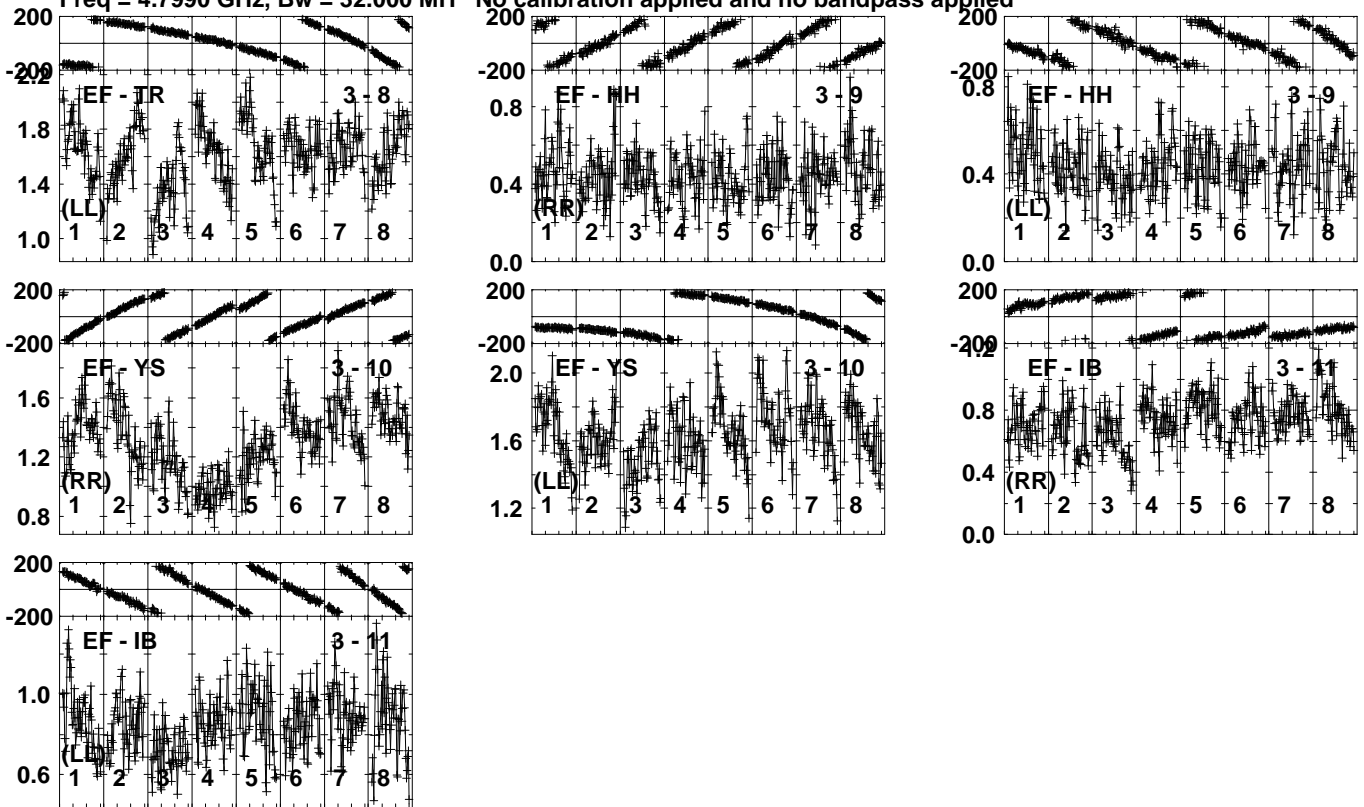 Freq = 4.7990 GHz, Bw = 32.000 MH No calibration applied and no bandpass applied
200
-200
2.2
1.8
1.4
1.0
EF - TR 3 - 8
(LL)
1 2 3 4 5 6 7 8
200
-200
0.8
0.4
0.0
EF - HH 3 - 9
(RR)
1 2 3 4 5 6 7 8
200
-200
0.8
0.4
0.0
EF - HH 3 - 9
(LL)
1 2 3 4 5 6 7 8
200
-200
1.6
1.2
0.8
EF - YS 3 - 10
(RR)
1 2 3 4 5 6 7 8
200
-200
2.0
1.6
1.2
EF - YS 3 - 10
(LL)
1 2 3 4 5 6 7 8
200
-200
1.2
0.8
0.4
0.0
EF - IB 3 - 11
(RR)
1 2 3 4 5 6 7 8
200
-200
1.0
0.6
EF - IB 3 - 11
(LL)
1 2 3 4 5 6 7 8